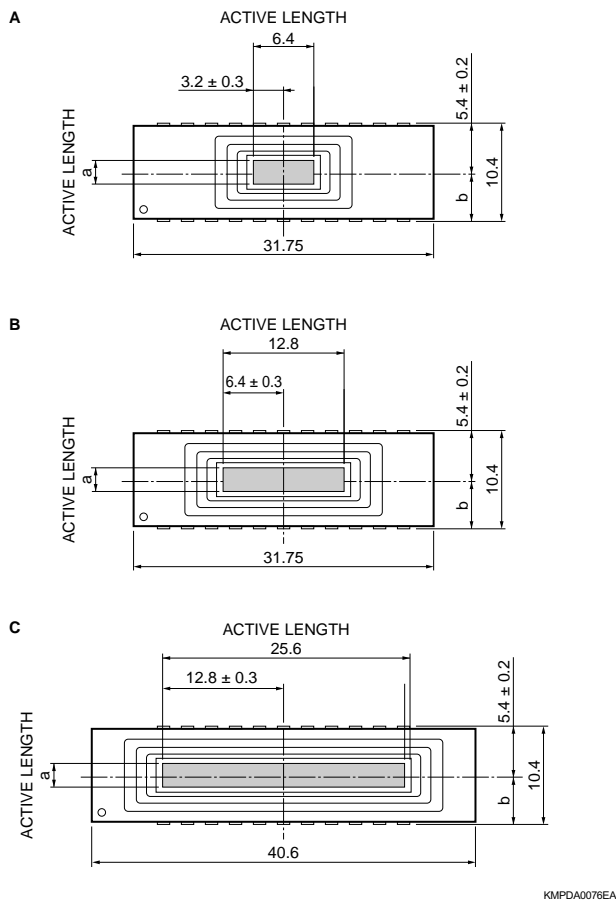 A
ACTIVE LENGTH
6.4
3.2 ± 0.3
5.4 ± 0.2
ACTIVE LENGTH
a
b
10.4
31.75
B
ACTIVE LENGTH
12.8
6.4 ± 0.3
5.4 ± 0.2
ACTIVE LENGTH
a
b
10.4
31.75
C
ACTIVE LENGTH
25.6
12.8 ± 0.3
5.4 ± 0.2
ACTIVE LENGTH
a
b
10.4
40.6
KMPDA0076EA